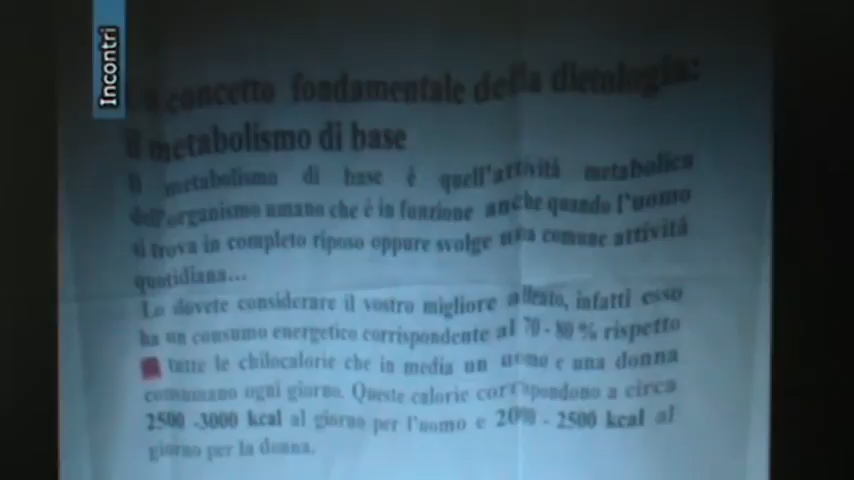 Incontri
Un concetto fondamentale della dietologia:
il metabolismo di base
Il metabolismo di base è quell'attività metabolica
dell'organismo umano che è in funzione anche quando l'uomo
si trova in completo riposo oppure svolge una comune attività
quotidiana...
Lo dovete considerare il vostro migliore alleato, infatti esso
ha un consumo energetico corrispondente al 70 - 80 % rispetto
tutte le chilocalorie che in media un uomo e una donna
consumano ogni giorno. Queste calorie corrispondono a circa
2500 -3000 kcal al giorno per l'uomo e - 2500 kcal al
giorno per la donna.